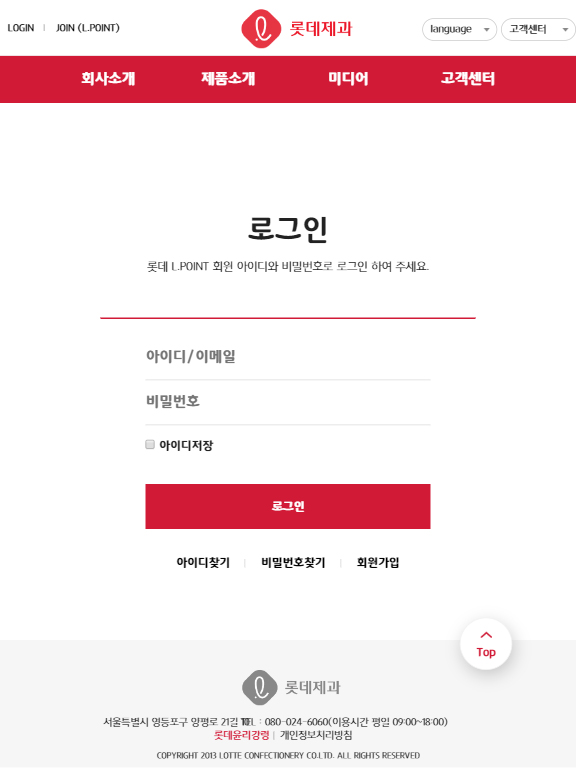 LOGIN | JOIN (L.POINT)
롯데제과
language
고객센터
회사소개 제품소개 미디어 고객센터
로그인
롯데 L.POINT 회원 아이디와 비밀번호로 로그인 하여 주세요.
아이디/이메일
비밀번호
아이디저장
로그인
아이디찾기 | 비밀번호찾기 | 회원가입
Top
롯데제과
서울특별시 영등포구 양평로 21길 10 TEL : 080-024-6060(이용시간 평일 09:00~18:00)
롯데윤리강령 | 개인정보처리방침
COPYRIGHT 2013 LOTTE CONFECTIONERY CO.LTD. ALL RIGHTS RESERVED